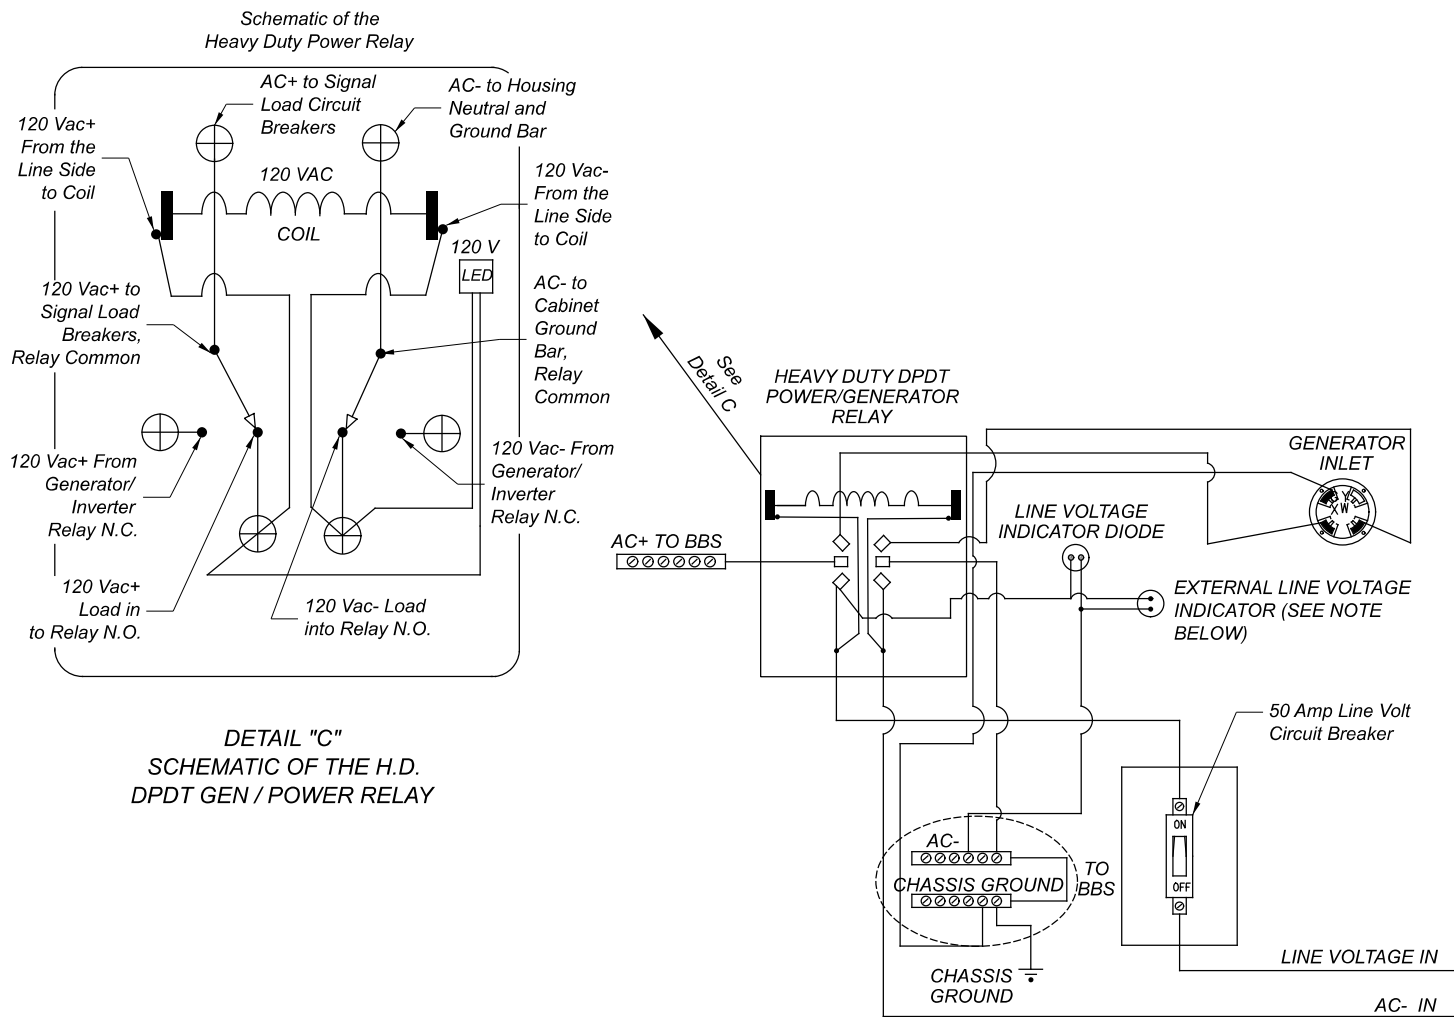 Schematic of the
Heavy Duty Power Relay
AC+ to Signal
Load Circuit
Breakers
AC- to Housing
Neutral and
Ground Bar
120 Vac+
From the
Line Side
to Coil
120 VAC
COIL
120 Vac-
From the
Line Side
to Coil
120 V
LED
120 Vac+ to
Signal Load
Breakers,
Relay Common
AC- to
Cabinet
Ground
Bar,
Relay
Common
120 Vac+ From
Generator/
Inverter
Relay N.C.
120 Vac- From
Generator/
Inverter
Relay N.C.
120 Vac+
Load in
to Relay N.O.
120 Vac- Load
into Relay N.O.
DETAIL "C"
SCHEMATIC OF THE H.D.
DPDT GEN / POWER RELAY
See
Detail C
HEAVY DUTY DPDT
POWER/GENERATOR
RELAY
GENERATOR
INLET
G Y
X W
LINE VOLTAGE
INDICATOR DIODE
AC+ TO BBS
EXTERNAL LINE VOLTAGE
INDICATOR (SEE NOTE
BELOW)
50 Amp Line Volt
Circuit Breaker
ON
OFF
AC-
CHASSIS GROUND
TO
BBS
CHASSIS
GROUND
LINE VOLTAGE IN
AC- IN